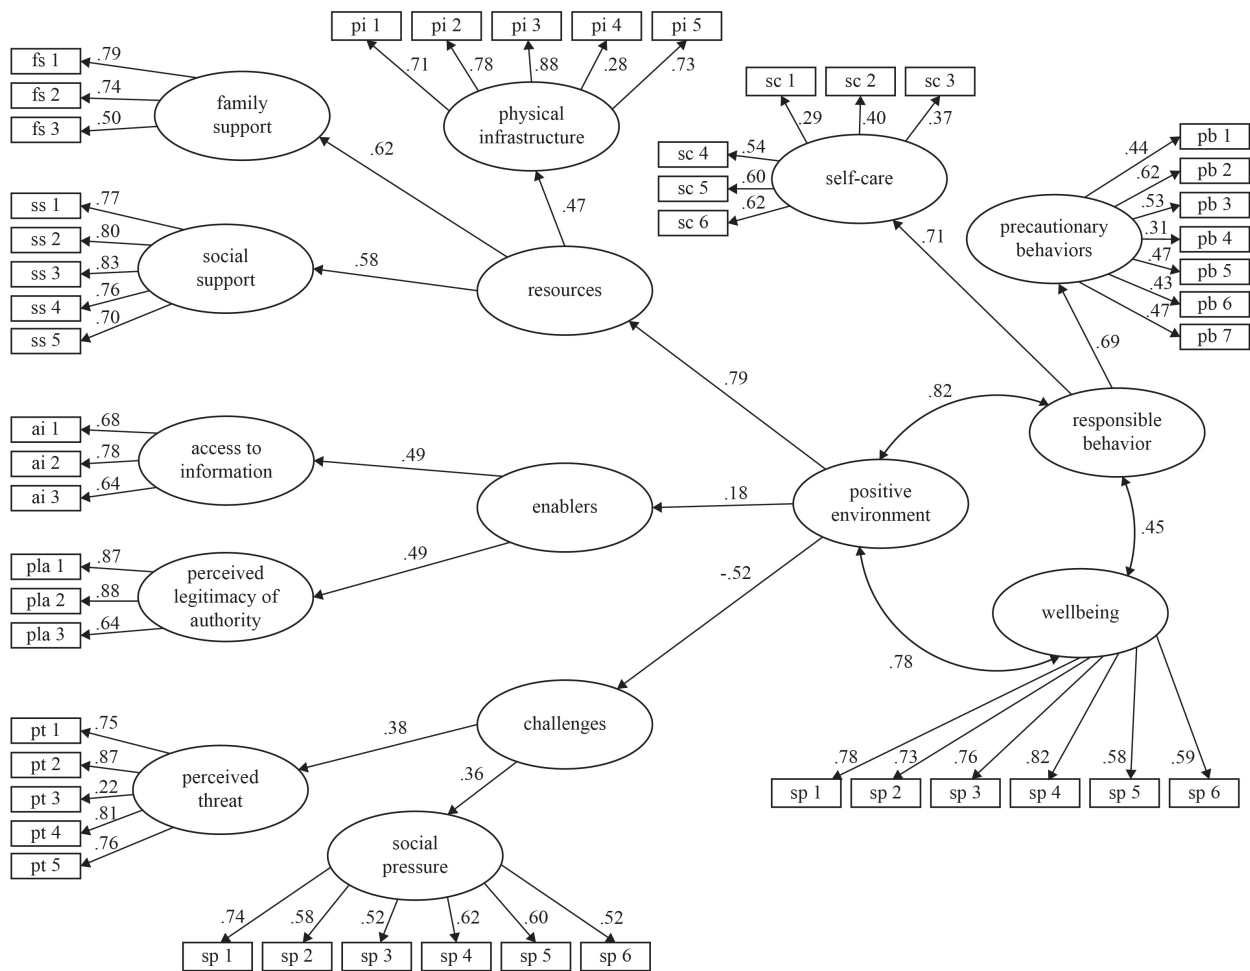 pi 1 pi 2 pi 3 pi 4 pi 5
.71 .78 .88 .28 .73
physical
infrastructure
fs 1 .79
fs 2 .74
fs 3 .50
family
support
.62
.47
ss 1 .77
ss 2 .80
ss 3 .83
ss 4 .76
ss 5 .70
social
support
.58
resources
.79
sc 1 sc 2 sc 3
.29 .40 .37
sc 4 .54
sc 5 .60
sc 6 .62
self-care
.71
.44 pb 1
.62 pb 2
.53 pb 3
.31 pb 4
.47 pb 5
.43 pb 6
.47 pb 7
precautionary
behaviors
.69
.82
responsible
behavior
ai 1 .68
ai 2 .78
ai 3 .64
access to
information
.49
enablers
.18
positive
environment
pla 1 .87
pla 2 .88
pla 3 .64
perceived
legitimacy of
authority
.49
-.52
.45
wellbeing
.78
.78 .73 .76 .82 .58 .59
sp 1 sp 2 sp 3 sp 4 sp 5 sp 6
challenges
.38
.36
pt 1 .75
pt 2 .87
pt 3 .22
pt 4 .81
pt 5 .76
perceived
threat
social
pressure
.74 .58 .52 .62 .60 .52
sp 1 sp 2 sp 3 sp 4 sp 5 sp 6